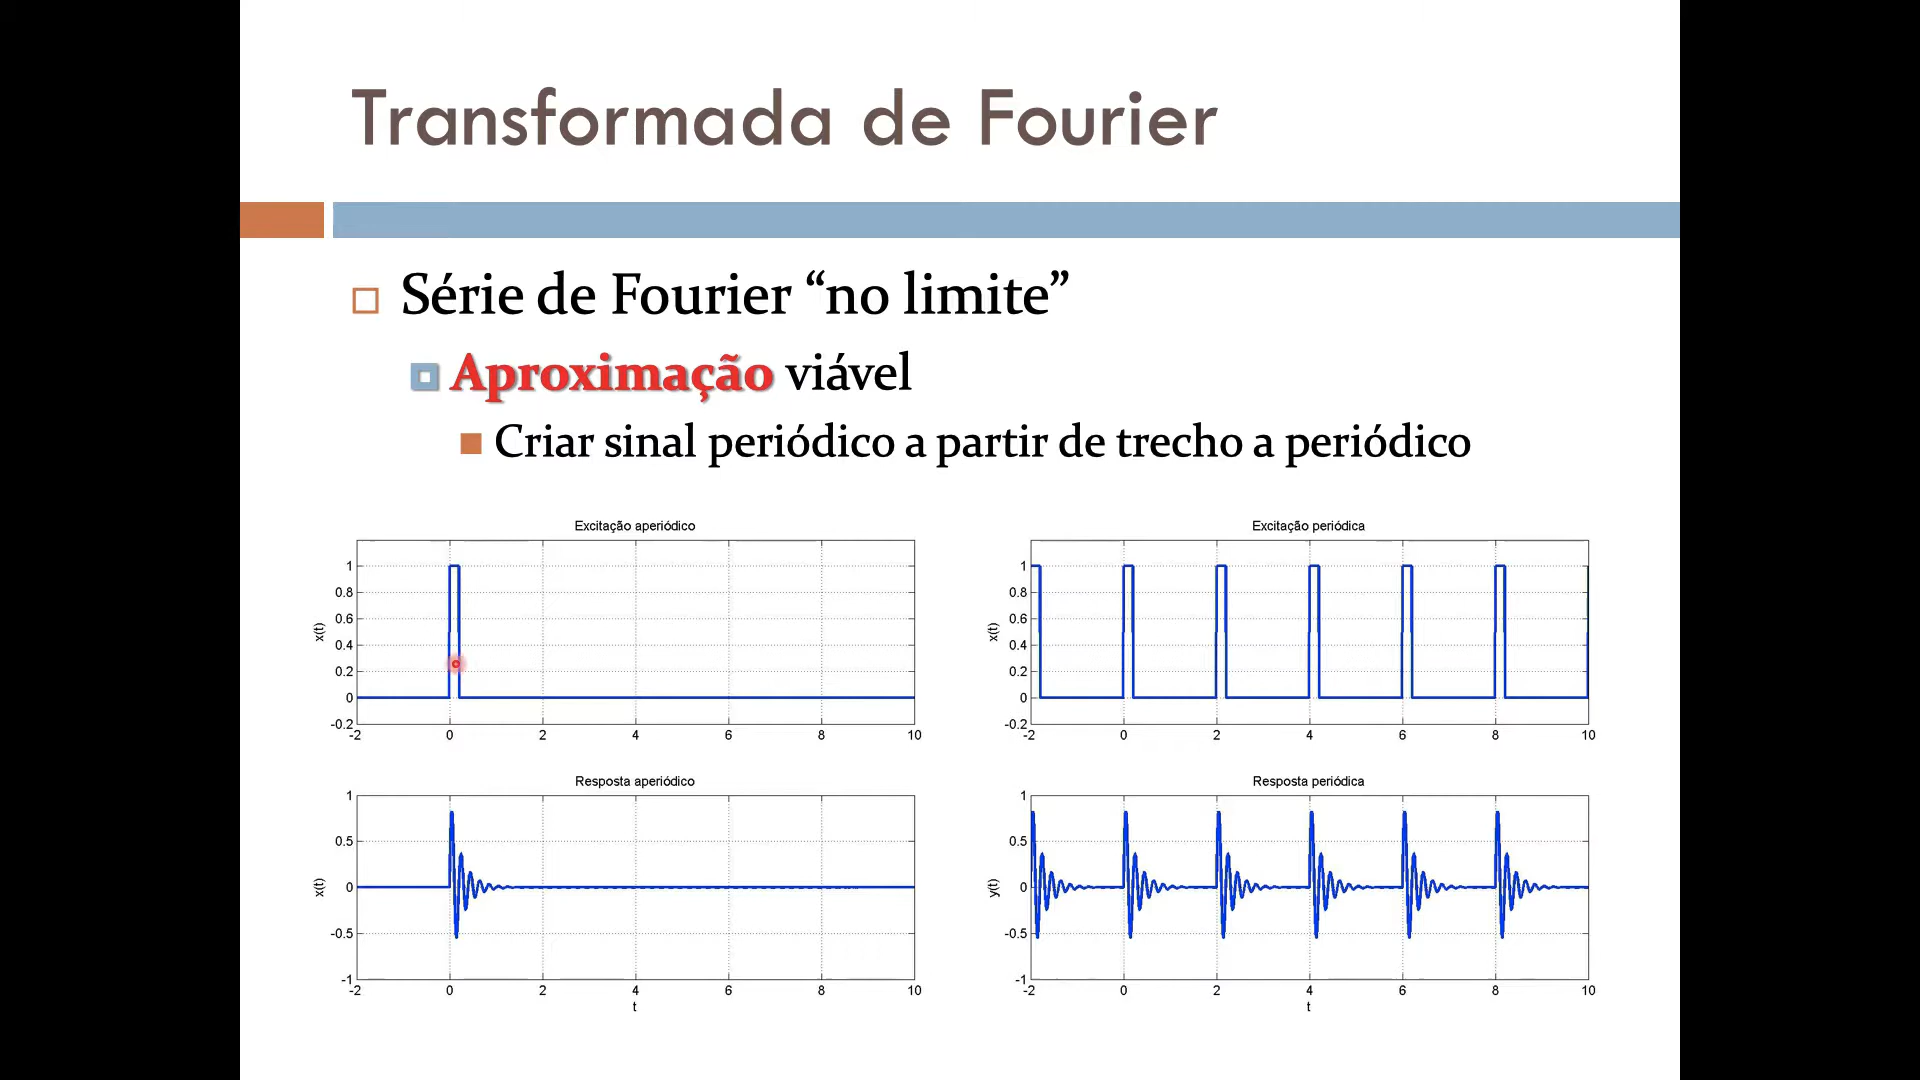 Transformada de Fourier
Série de Fourier “no limite”
Aproximação viável
Criar sinal periódico a partir de trecho a periódico
Excitação aperiódico
x(t)
1
0.8
0.6
0.4
0.2
0
-0.2
-2 0 2 4 6 8 10
Excitação periódica
x(t)
1
0.8
0.6
0.4
0.2
0
-0.2
-2 0 2 4 6 8 10
Resposta aperiódico
x(t)
1
0.5
0
-0.5
-1
-2 0 2 4 6 8 10
t
Resposta periódica
y(t)
1
0.5
0
-0.5
-1
-2 0 2 4 6 8 10
t